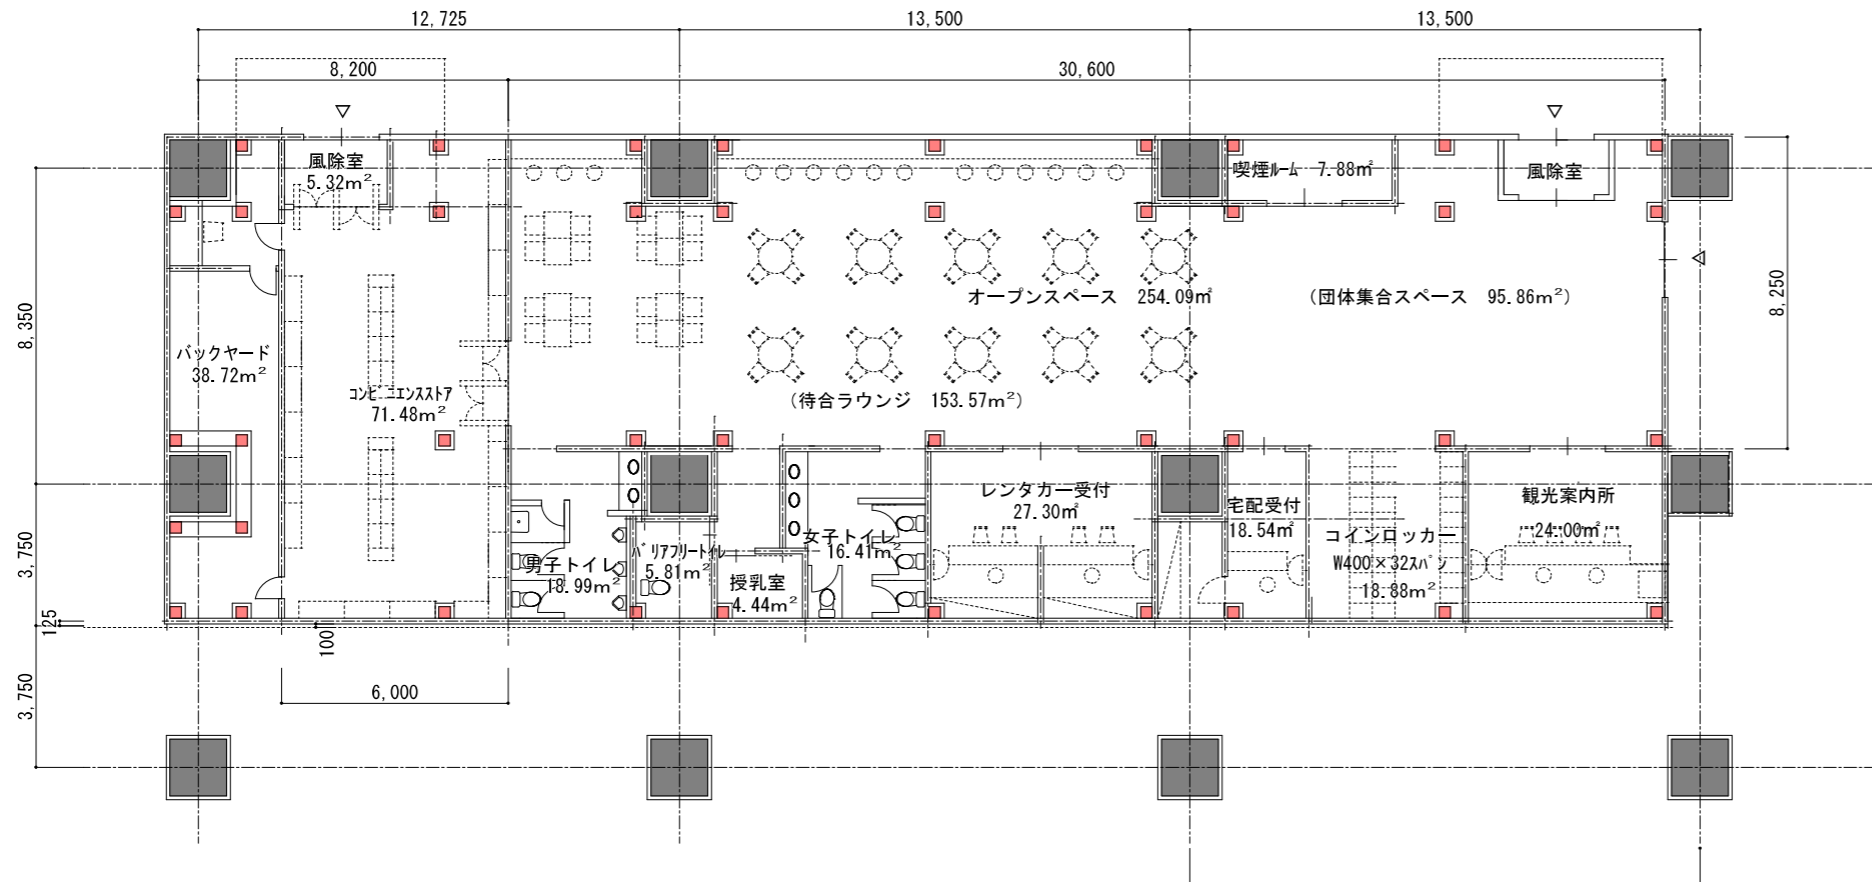 12,725
13,500
13,500
8,200
30,600
風除室
5.32m²
喫煙ルーム 7.88㎡
風除室
オープンスペース 254.09㎡
(団体集合スペース 95.86m²)
8,350
8,250
バックヤード
38.72m²
コンビニエンスストア
71.48m²
(待合ラウンジ 153.57m²)
レンタカー受付
27.30㎡
宅配受付
18.54㎡
観光案内所
24.00㎡
コインロッカー
W400×32スパン
18.88m²
男子トイレ
18.99m²
バリアフリートイレ
5.81m²
女子トイレ
16.41m²
授乳室
4.44m²
3,750
125
100
6,000
3,750